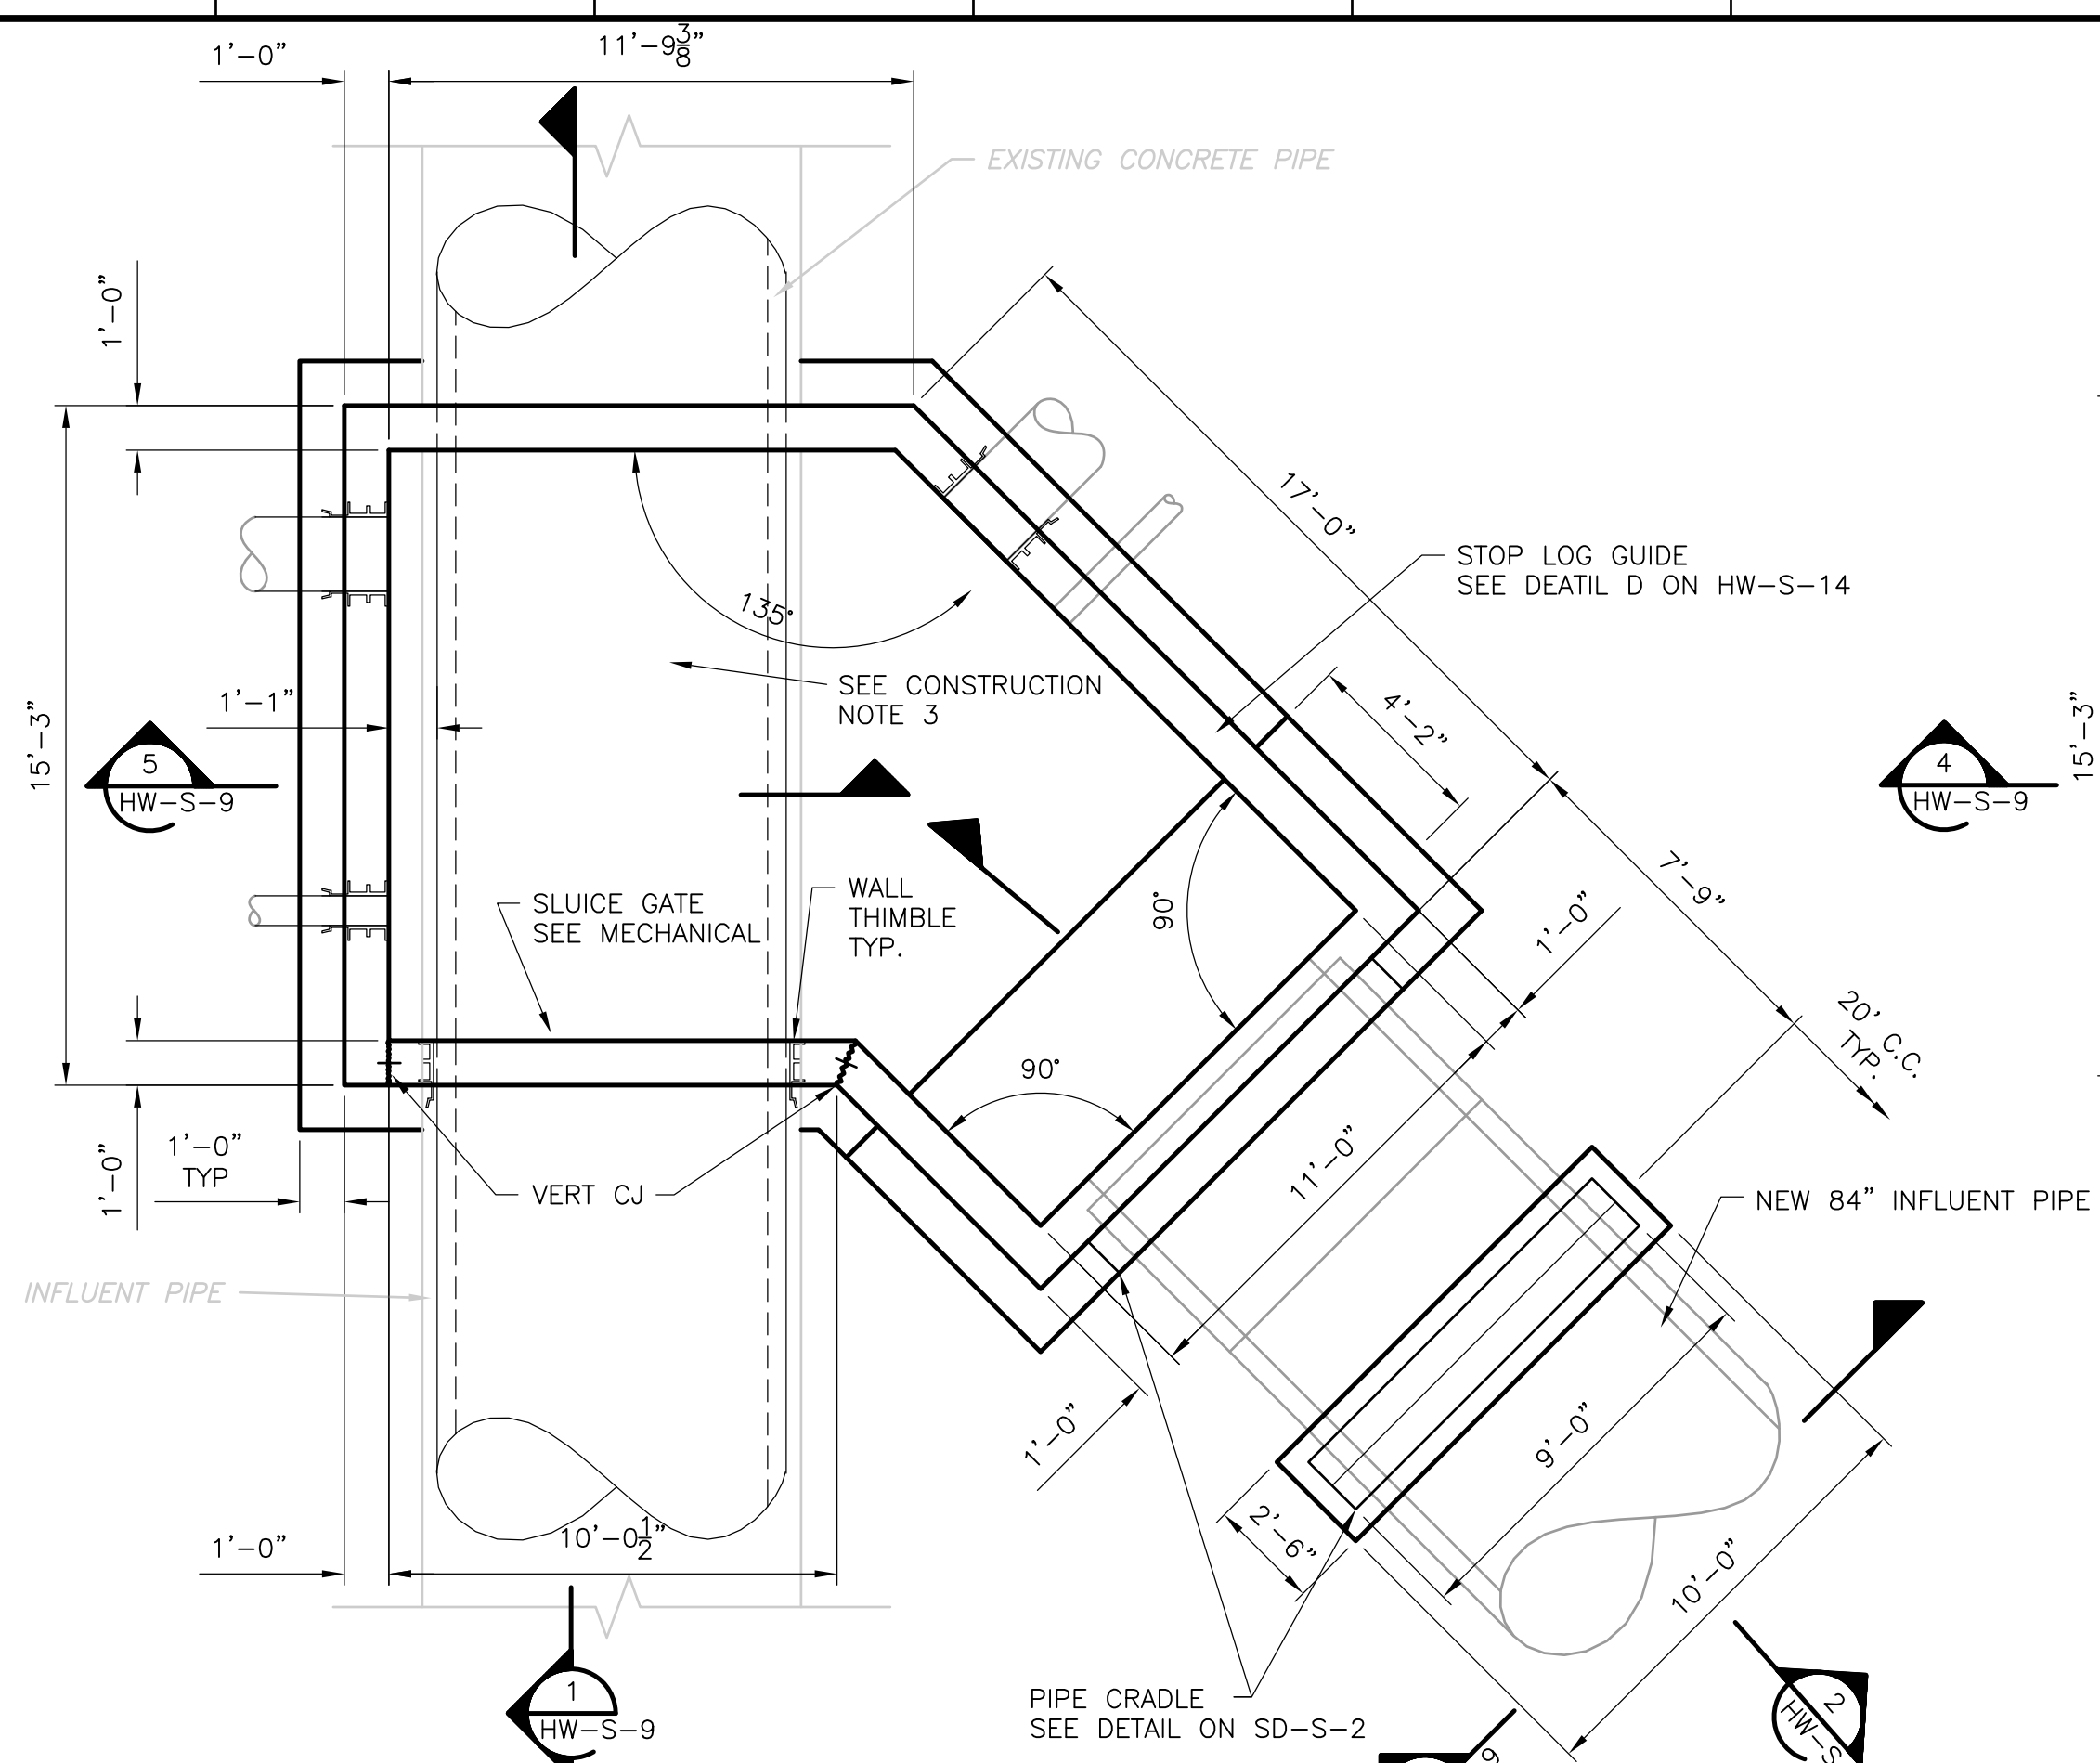 1'-0"
11'-9 3/8"
EXISTING CONCRETE PIPE
1'-0"
17'-0"
STOP LOG GUIDE
SEE DEATIL D ON HW-S-14
135°
SEE CONSTRUCTION
NOTE 3
1'-1"
4'-2"
15'-3"
5
HW-S-9
4
HW-S-9
15'-3"
SLUICE GATE
SEE MECHANICAL
WALL
THIMBLE
TYP.
90°
7'-9"
1'-0"
20' C.C.
TYP.
90°
1'-0"
TYP
1'-0"
VERT CJ
11'-0"
NEW 84" INFLUENT PIPE
INFLUENT PIPE
1'-0"
9'-0"
2'-6"
10'-0"
1'-0"
10'-0 1/2"
1
HW-S-9
PIPE CRADLE
SEE DETAIL ON SD-S-2
2
HW-S
9